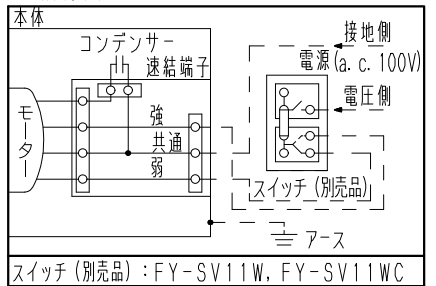 本体
コンデンサー
速結端子
接地側
電源(a.c.100V)
電圧側
モーター
強
共通
弱
スイッチ(別売品)
アース
スイッチ(別売品):FY-SV11W,FY-SV11WC